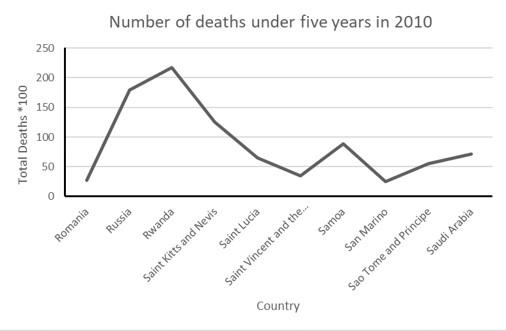 Number of deaths under five years in 2010
250
200
150
100
50
0
Total Deaths *100
Romania
Russia
Rwanda
Saint Kitts and Nevis
Saint Lucia
Saint Vincent and the...
Samoa
San Marino
Sao Tome and Principe
Saudi Arabia
Country